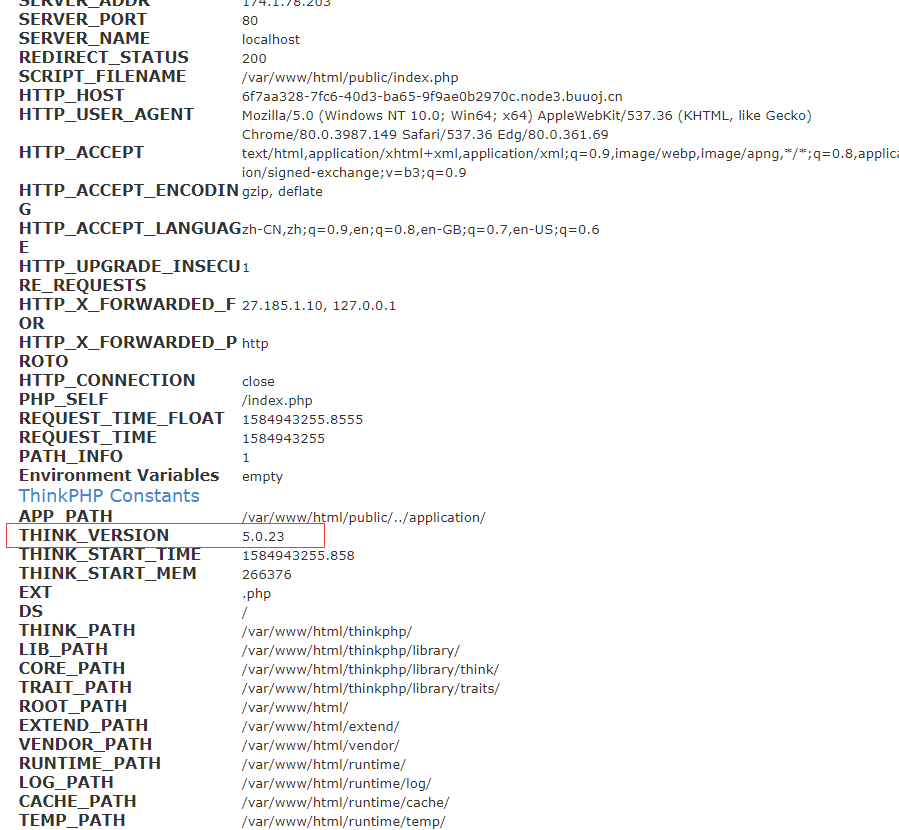 SERVER_ADDR 174.1.78.203
SERVER_PORT 80
SERVER_NAME localhost
REDIRECT_STATUS 200
SCRIPT_FILENAME /var/www/html/public/index.php
HTTP_HOST 6f7aa328-7fc6-40d3-ba65-9f9ae0b2970c.node3.buuoj.cn
HTTP_USER_AGENT Mozilla/5.0 (Windows NT 10.0; Win64; x64) AppleWebKit/537.36 (KHTML, like Gecko)
Chrome/80.0.3987.149 Safari/537.36 Edg/80.0.361.69
HTTP_ACCEPT text/html,application/xhtml+xml,application/xml;q=0.9,image/webp,image/apng,*/*;q=0.8,applica
ion/signed-exchange;v=b3;q=0.9
HTTP_ACCEPT_ENCODIN gzip, deflate
G
HTTP_ACCEPT_LANGUAG zh-CN,zh;q=0.9,en;q=0.8,en-GB;q=0.7,en-US;q=0.6
E
HTTP_UPGRADE_INSECU 1
RE_REQUESTS
HTTP_X_FORWARDED_F 27.185.1.10, 127.0.0.1
OR
HTTP_X_FORWARDED_P http
ROTO
HTTP_CONNECTION close
PHP_SELF /index.php
REQUEST_TIME_FLOAT 1584943255.8555
REQUEST_TIME 1584943255
PATH_INFO 1
Environment Variables empty
ThinkPHP Constants
APP_PATH /var/www/html/public/../application/
THINK_VERSION 5.0.23
THINK_START_TIME 1584943255.858
THINK_START_MEM 266376
EXT .php
DS /
THINK_PATH /var/www/html/thinkphp/
LIB_PATH /var/www/html/thinkphp/library/
CORE_PATH /var/www/html/thinkphp/library/think/
TRAIT_PATH /var/www/html/thinkphp/library/traits/
ROOT_PATH /var/www/html/
EXTEND_PATH /var/www/html/extend/
VENDOR_PATH /var/www/html/vendor/
RUNTIME_PATH /var/www/html/runtime/
LOG_PATH /var/www/html/runtime/log/
CACHE_PATH /var/www/html/runtime/cache/
TEMP_PATH /var/www/html/runtime/temp/